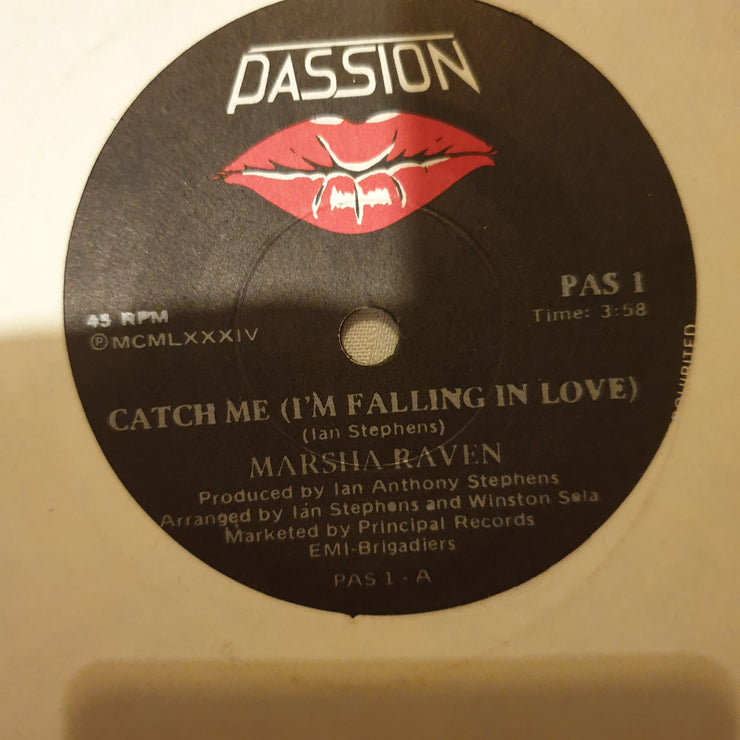 PASSION
PAS 1
Time: 3:58
45 RPM
ⓅMCMLXXXIV
CATCH ME (I'M FALLING IN LOVE)
(Ian Stephens)
MARSHA RAVEN
Produced by Ian Anthony Stephens
Arranged by Ian Stephens and Winston Sela
Marketed by Principal Records
EMI-Brigadiers
PAS 1 - A